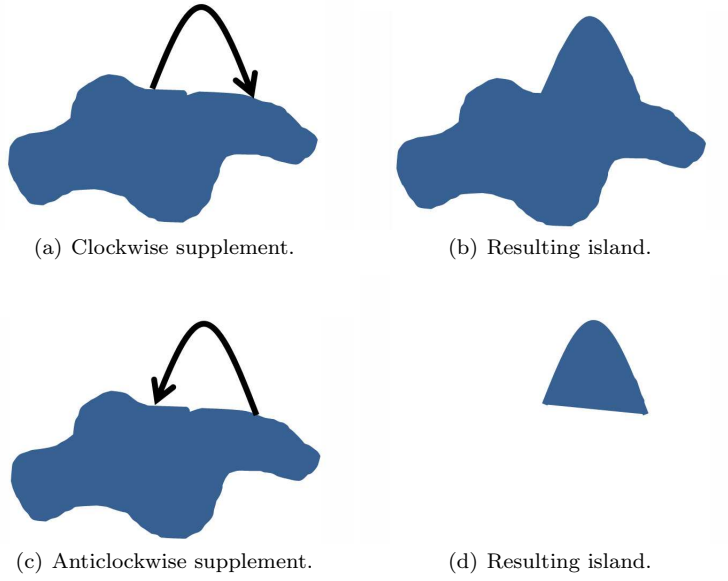 (a) Clockwise supplement.
(b) Resulting island.
(c) Anticlockwise supplement.
(d) Resulting island.